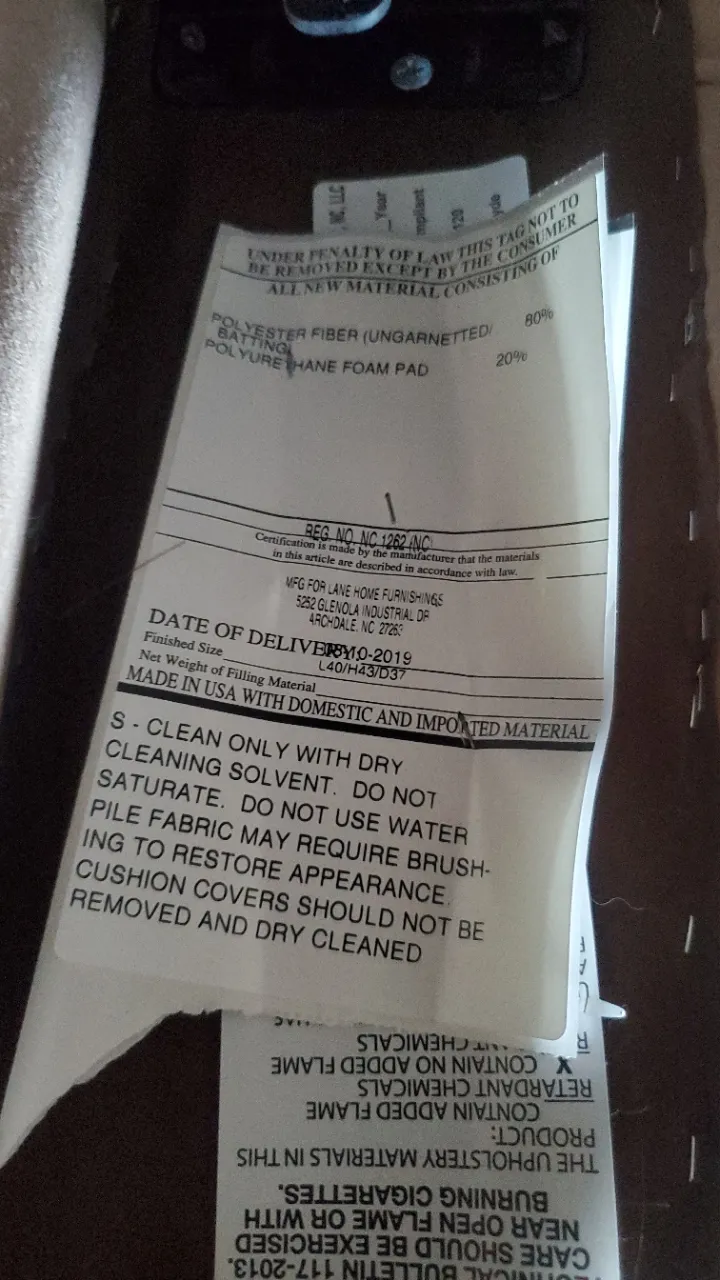 , NC, LLC
Year
mpliant
120
UNDER PENALTY OF LAW THIS TAG NOT TO
BE REMOVED EXCEPT BY THE CONSUMER
ALL NEW MATERIAL CONSISTING OF
POLYESTER FIBER (UNGARNETTED/ 80%
BATTING)
POLYURETHANE FOAM PAD 20%
REG. NO. NC 1262 (NC)
Certification is made by the manufacturer that the materials
in this article are described in accordance with law.
MFG FOR LANE HOME FURNISHINGS
5252 GLENOLA INDUSTRIAL DR
ARCHDALE, NC 27263
DATE OF DELIVERY 0-2019
Finished Size L40/H43/D37
Net Weight of Filling Material
MADE IN USA WITH DOMESTIC AND IMPORTED MATERIAL
S - CLEAN ONLY WITH DRY
CLEANING SOLVENT. DO NOT
SATURATE. DO NOT USE WATER
PILE FABRIC MAY REQUIRE BRUSH-
ING TO RESTORE APPEARANCE.
CUSHION COVERS SHOULD NOT BE
REMOVED AND DRY CLEANED
NICAL BULLETIN 117-2013.
CARE SHOULD BE EXERCISED
NEAR OPEN FLAME OR WITH
BURNING CIGARETTES.
THE UPHOLSTERY MATERIALS IN THIS
PRODUCT:
CONTAIN ADDED FLAME
RETARDANT CHEMICALS
X CONTAIN NO ADDED FLAME
CHEMICALS